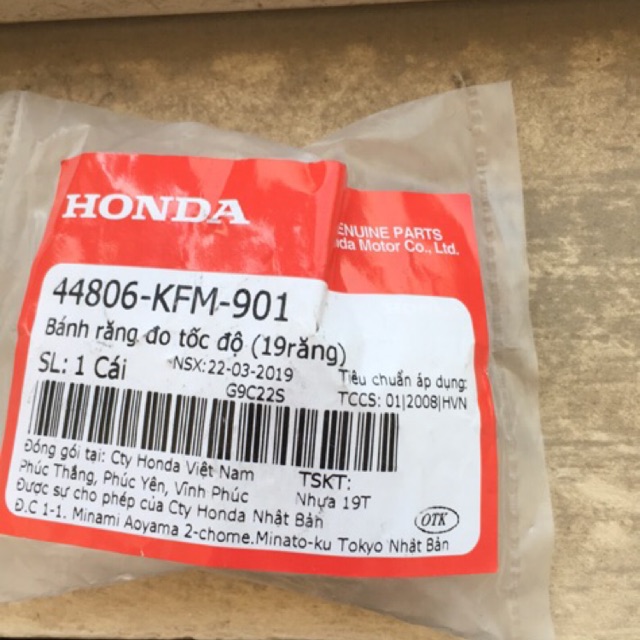 HONDA
ENUINE PARTS
nda Motor Co., Ltd.
44806-KFM-901
Bánh răng đo tốc độ (19răng)
SL: 1 Cái
NSX: 22-03-2019
G9C22S
Tiêu chuẩn áp dụng:
TCCS: 01|2008|HVN
Đóng gói tại: Cty Honda Việt Nam
Phúc Thắng, Phúc Yên, Vĩnh Phúc
TSKT:
Nhựa 19T
Được sự cho phép của Cty Honda Nhật Bản
Đ.C 1-1. Minami Aoyama 2-chome.Minato-ku Tokyo Nhật Bản
OTK